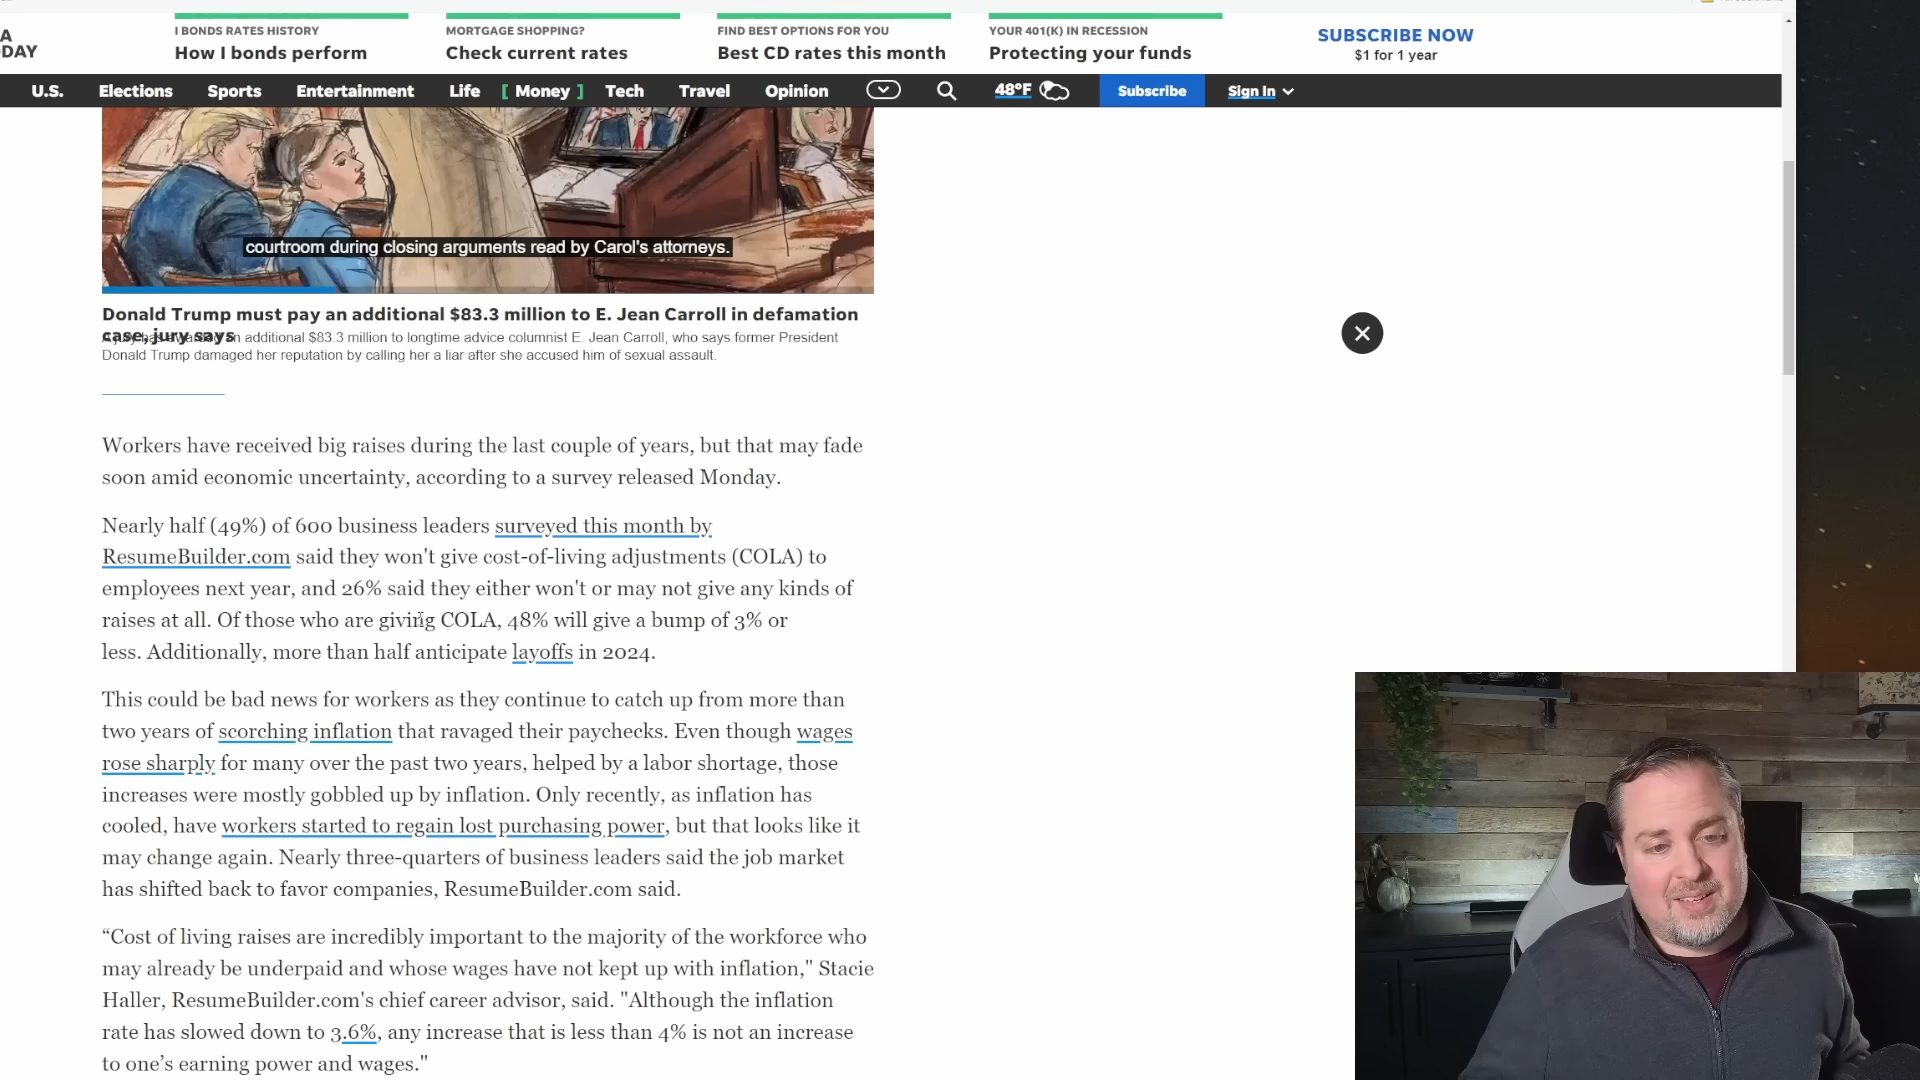 I BONDS RATES HISTORY
How I bonds perform
MORTGAGE SHOPPING?
Check current rates
FIND BEST OPTIONS FOR YOU
Best CD rates this month
YOUR 401(K) IN RECESSION
Protecting your funds
SUBSCRIBE NOW
$1 for 1 year
A
DAY
U.S. Elections Sports Entertainment Life [ Money ] Tech Travel Opinion 48°F Subscribe Sign In
courtroom during closing arguments read by Carol's attorneys.
Donald Trump must pay an additional $83.3 million to E. Jean Carroll in defamation
case, jury says
an additional $83.3 million to longtime advice columnist E. Jean Carroll, who says former President
Donald Trump damaged her reputation by calling her a liar after she accused him of sexual assault.
Workers have received big raises during the last couple of years, but that may fade
soon amid economic uncertainty, according to a survey released Monday.
Nearly half (49%) of 600 business leaders surveyed this month by
ResumeBuilder.com said they won't give cost-of-living adjustments (COLA) to
employees next year, and 26% said they either won't or may not give any kinds of
raises at all. Of those who are giving COLA, 48% will give a bump of 3% or
less. Additionally, more than half anticipate layoffs in 2024.
This could be bad news for workers as they continue to catch up from more than
two years of scorching inflation that ravaged their paychecks. Even though wages
rose sharply for many over the past two years, helped by a labor shortage, those
increases were mostly gobbled up by inflation. Only recently, as inflation has
cooled, have workers started to regain lost purchasing power, but that looks like it
may change again. Nearly three-quarters of business leaders said the job market
has shifted back to favor companies, ResumeBuilder.com said.
“Cost of living raises are incredibly important to the majority of the workforce who
may already be underpaid and whose wages have not kept up with inflation," Stacie
Haller, ResumeBuilder.com's chief career advisor, said. "Although the inflation
rate has slowed down to 3.6%, any increase that is less than 4% is not an increase
to one’s earning power and wages."